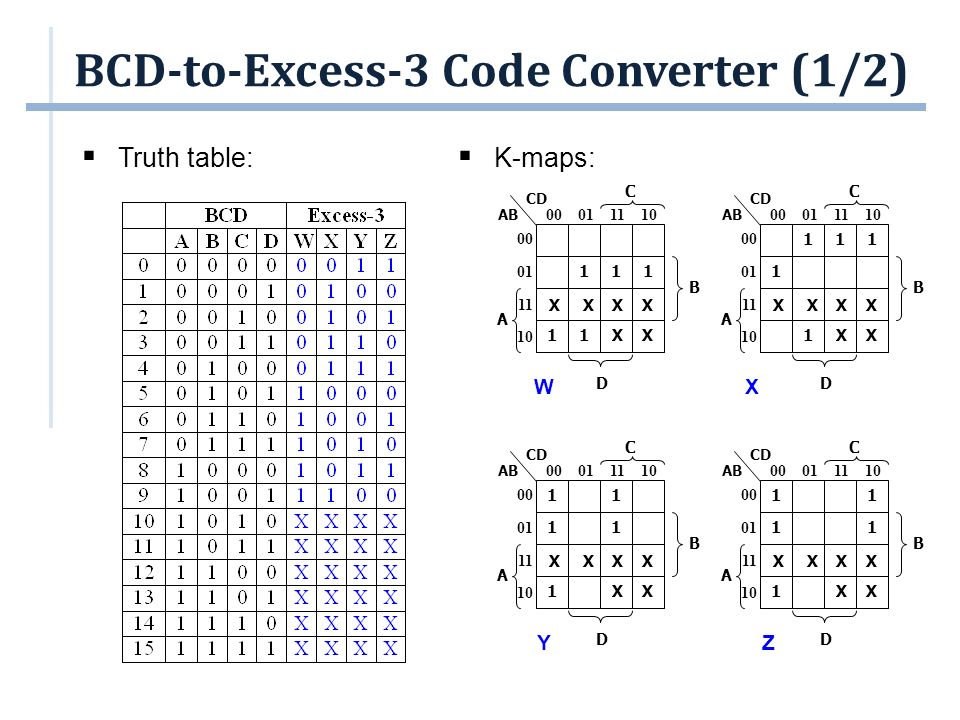 BCD-to-Excess-3 Code Converter (1/2)
▪ Truth table:
BCD Excess-3
A B C D W X Y Z
0 0 0 0 0 0 0 1 1
1 0 0 0 1 0 1 0 0
2 0 0 1 0 0 1 0 1
3 0 0 1 1 0 1 1 0
4 0 1 0 0 0 1 1 1
5 0 1 0 1 1 0 0 0
6 0 1 1 0 1 0 0 1
7 0 1 1 1 1 0 1 0
8 1 0 0 0 1 0 1 1
9 1 0 0 1 1 1 0 0
10 1 0 1 0 X X X X
11 1 0 1 1 X X X X
12 1 1 0 0 X X X X
13 1 1 0 1 X X X X
14 1 1 1 0 X X X X
15 1 1 1 1 X X X X
▪ K-maps:
C
CD
AB 00 01 11 10
00
01 1 1 1
B
11 X X X X
A
10 1 1 X X
D
W
C
CD
AB 00 01 11 10
00 1 1 1
01 1
B
11 X X X X
A
10 1 X X
D
X
C
CD
AB 00 01 11 10
00 1 1
01 1 1
B
11 X X X X
A
10 1 X X
D
Y
C
CD
AB 00 01 11 10
00 1 1
01 1 1
B
11 X X X X
A
10 1 X X
D
Z